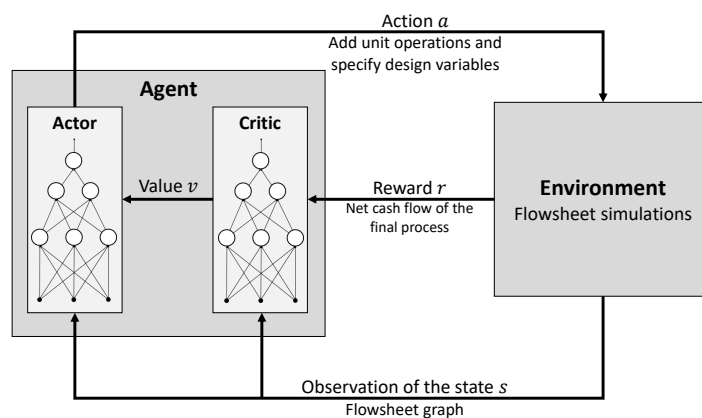 Action a
Add unit operations and
specify design variables
Agent
Actor
Critic
Value v
Reward r
Net cash flow of the
final process
Environment
Flowsheet simulations
Observation of the state s
Flowsheet graph